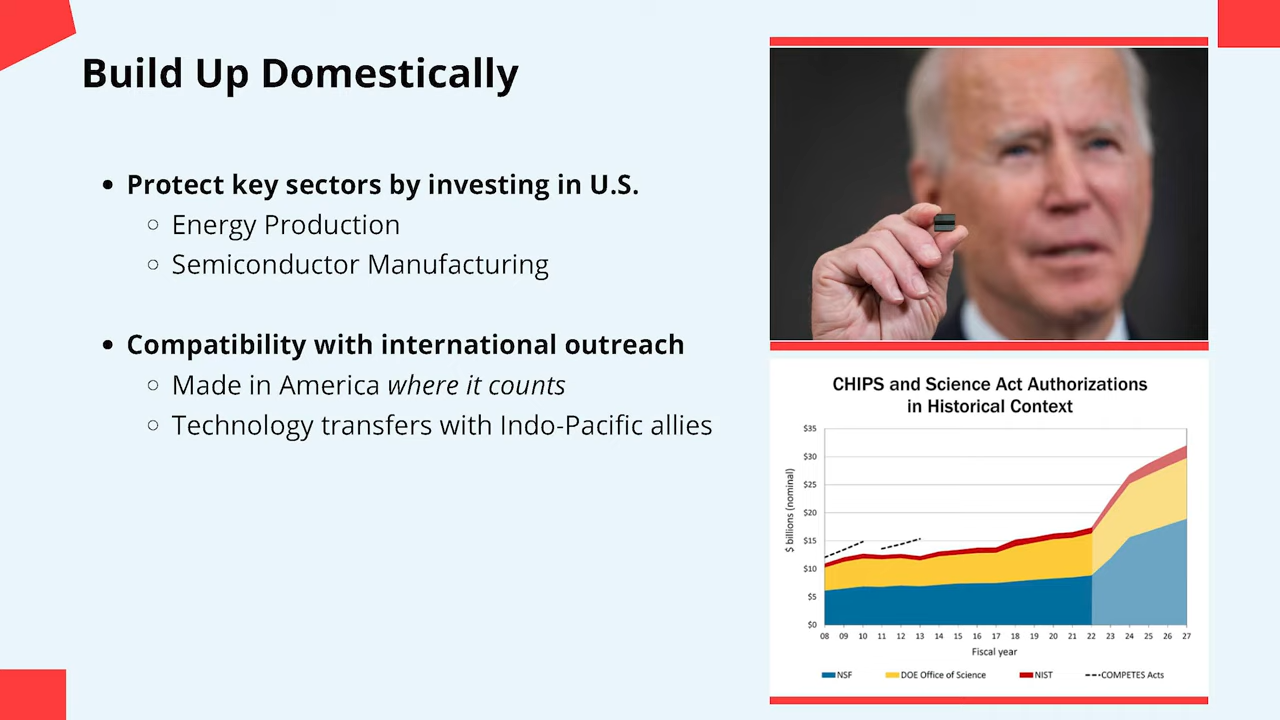 Build Up Domestically
• Protect key sectors by investing in U.S.
○ Energy Production
○ Semiconductor Manufacturing
• Compatibility with international outreach
○ Made in America where it counts
○ Technology transfers with Indo-Pacific allies
CHIPS and Science Act Authorizations
in Historical Context
$ billions (nominal)
$35
$30
$25
$20
$15
$10
$5
$0
08 09 10 11 12 13 14 15 16 17 18 19 20 21 22 23 24 25 26 27
Fiscal year
NSF DOE Office of Science NIST COMPETES Acts